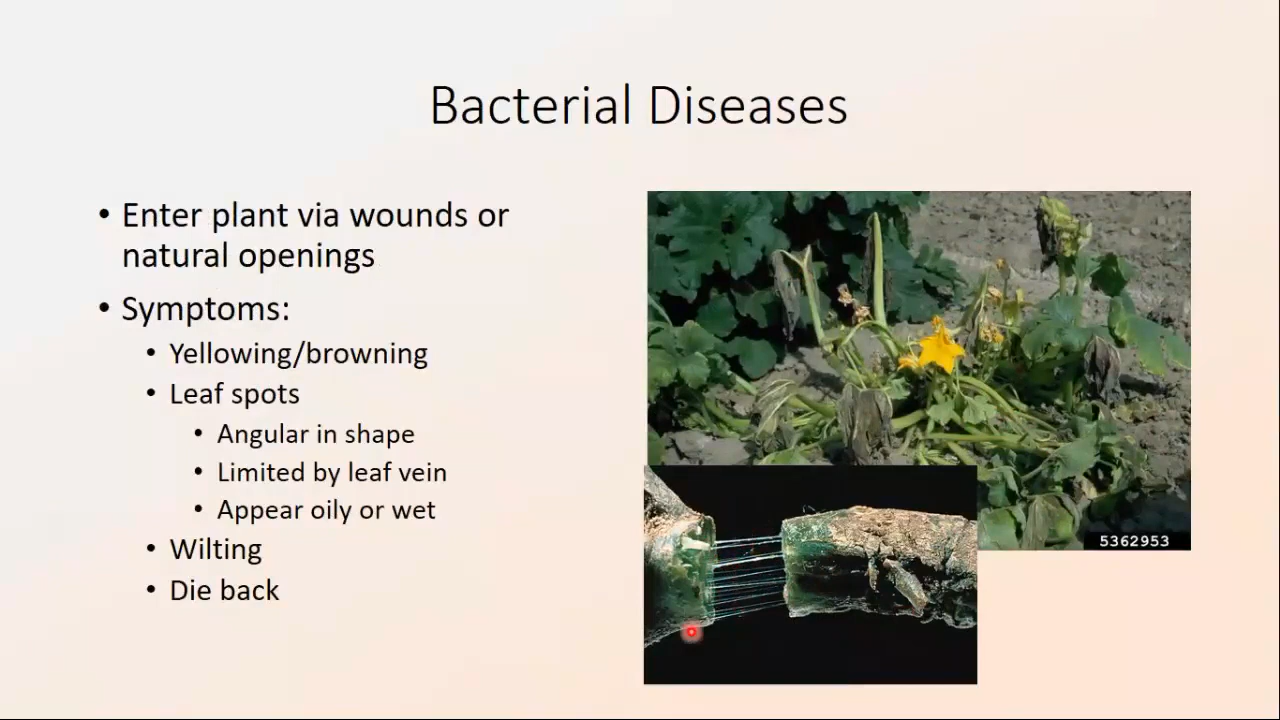 Bacterial Diseases
• Enter plant via wounds or
natural openings
• Symptoms:
• Yellowing/browning
• Leaf spots
• Angular in shape
• Limited by leaf vein
• Appear oily or wet
• Wilting
• Die back
5362953